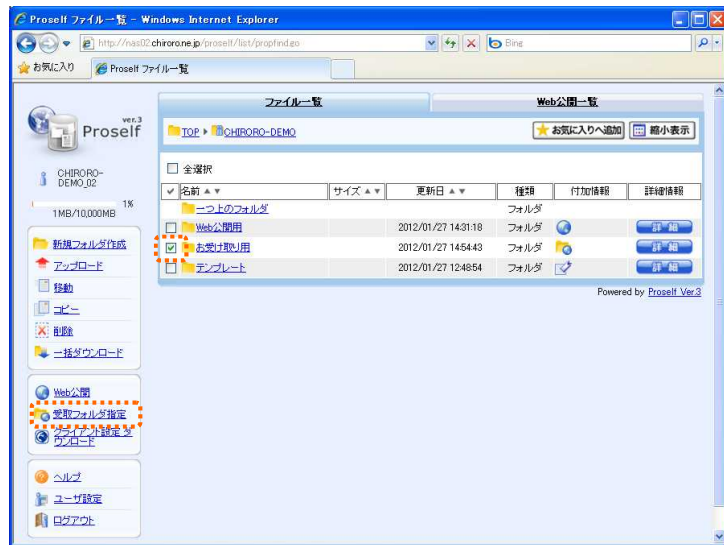 Proself ファイル一覧 - Windows Internet Explorer
http://nas02.chiroro.ne.jp/proself/list/propfind.go
Bing
お気に入り
Proself ファイル一覧
ver.3
Proself
CHIRORO-
DEMO_02
1%
1MB/10,000MB
新規フォルダ作成
アップロード
移動
コピー
削除
一括ダウンロード
Web公開
受取フォルダ指定
クライアント設定 ダ
ウンロード
ヘルプ
ユーザ設定
ログアウト
ファイル一覧 Web公開一覧
TOP CHIRORO-DEMO お気に入りへ追加 縮小表示
全選択
名前 ▲▼ サイズ ▲▼ 更新日 ▲▼ 種類 付加情報 詳細情報
一つ上のフォルダ フォルダ
Web公開用 2012/01/27 14:31:18 フォルダ 詳細
お受け取り用 2012/01/27 14:54:43 フォルダ 詳細
テンプレート 2012/01/27 12:48:54 フォルダ 詳細
Powered by Proself Ver.3